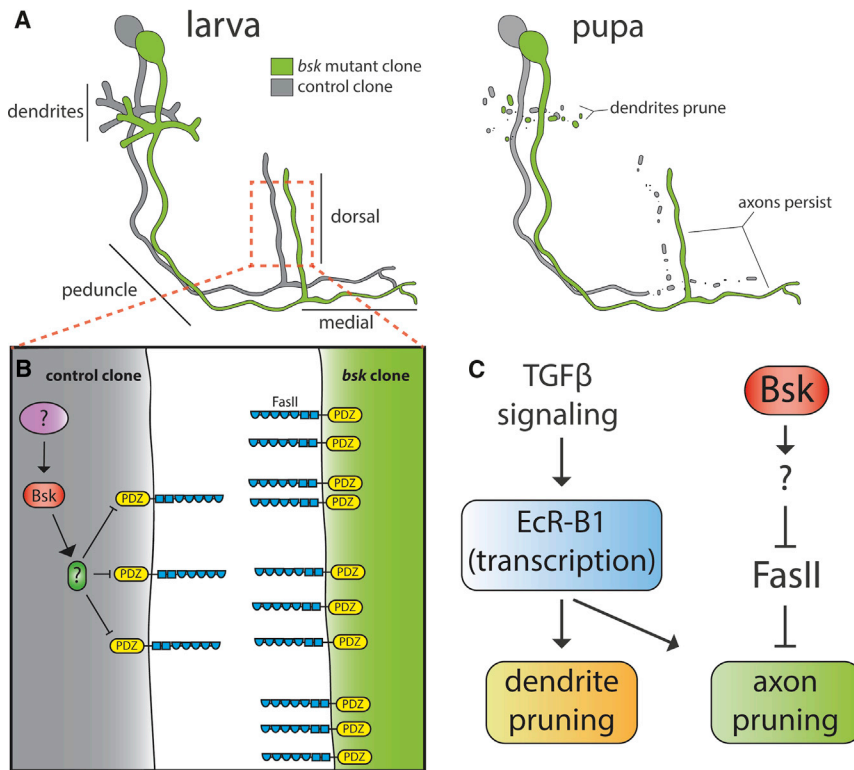 A
larva
pupa
bsk mutant clone
control clone
dendrites
dendrites prune
dorsal
axons persist
peduncle
medial
B
control clone
bsk clone
?
FasII
PDZ
PDZ
PDZ
PDZ
Bsk
PDZ
?
PDZ
PDZ
PDZ
PDZ
PDZ
PDZ
PDZ
PDZ
C
TGFβ
signaling
Bsk
?
EcR-B1
(transcription)
FasII
dendrite
pruning
axon
pruning